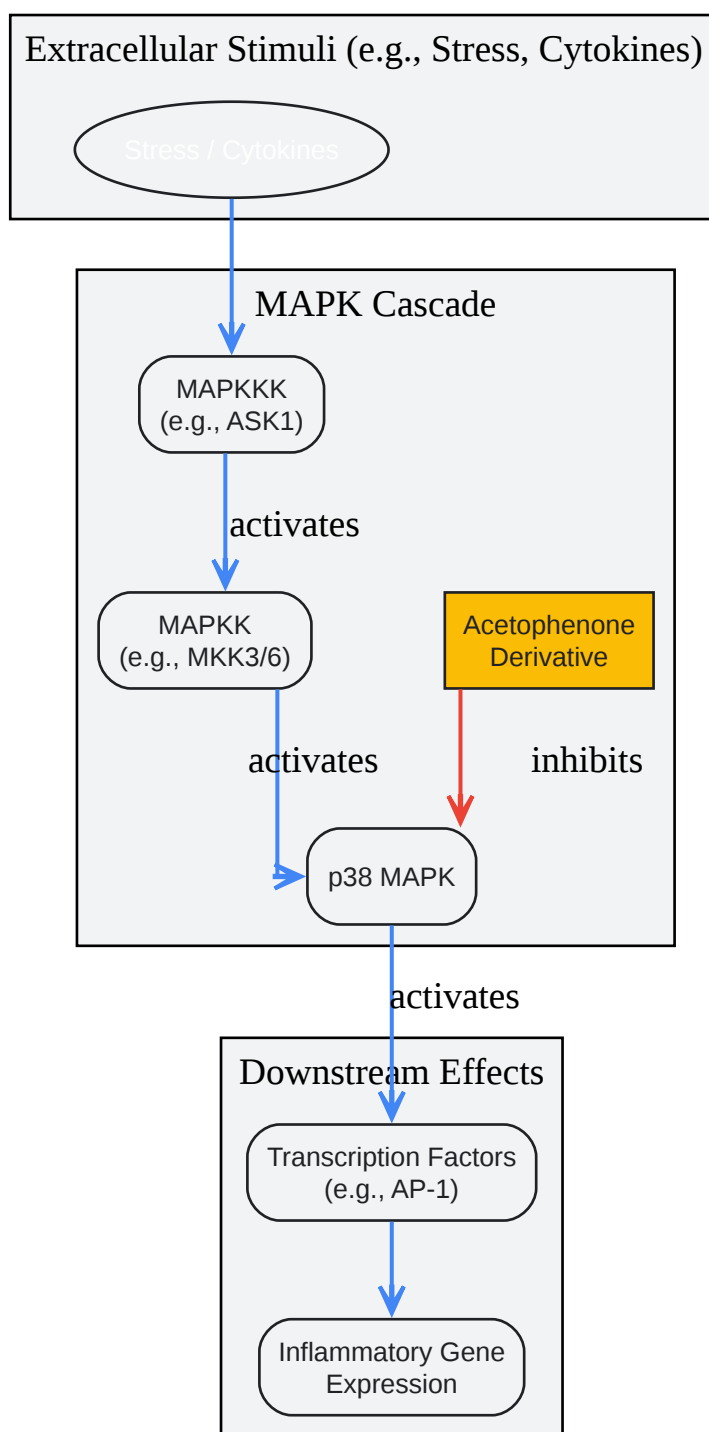 Extracellular Stimuli (e.g., Stress, Cytokines)
Stress / Cytokines
MAPK Cascade
MAPKKK
(e.g., ASK1)
activates
MAPKK
(e.g., MKK3/6)
Acetophenone
Derivative
activates
inhibits
p38 MAPK
activates
Downstream Effects
Transcription Factors
(e.g., AP-1)
Inflammatory Gene
Expression